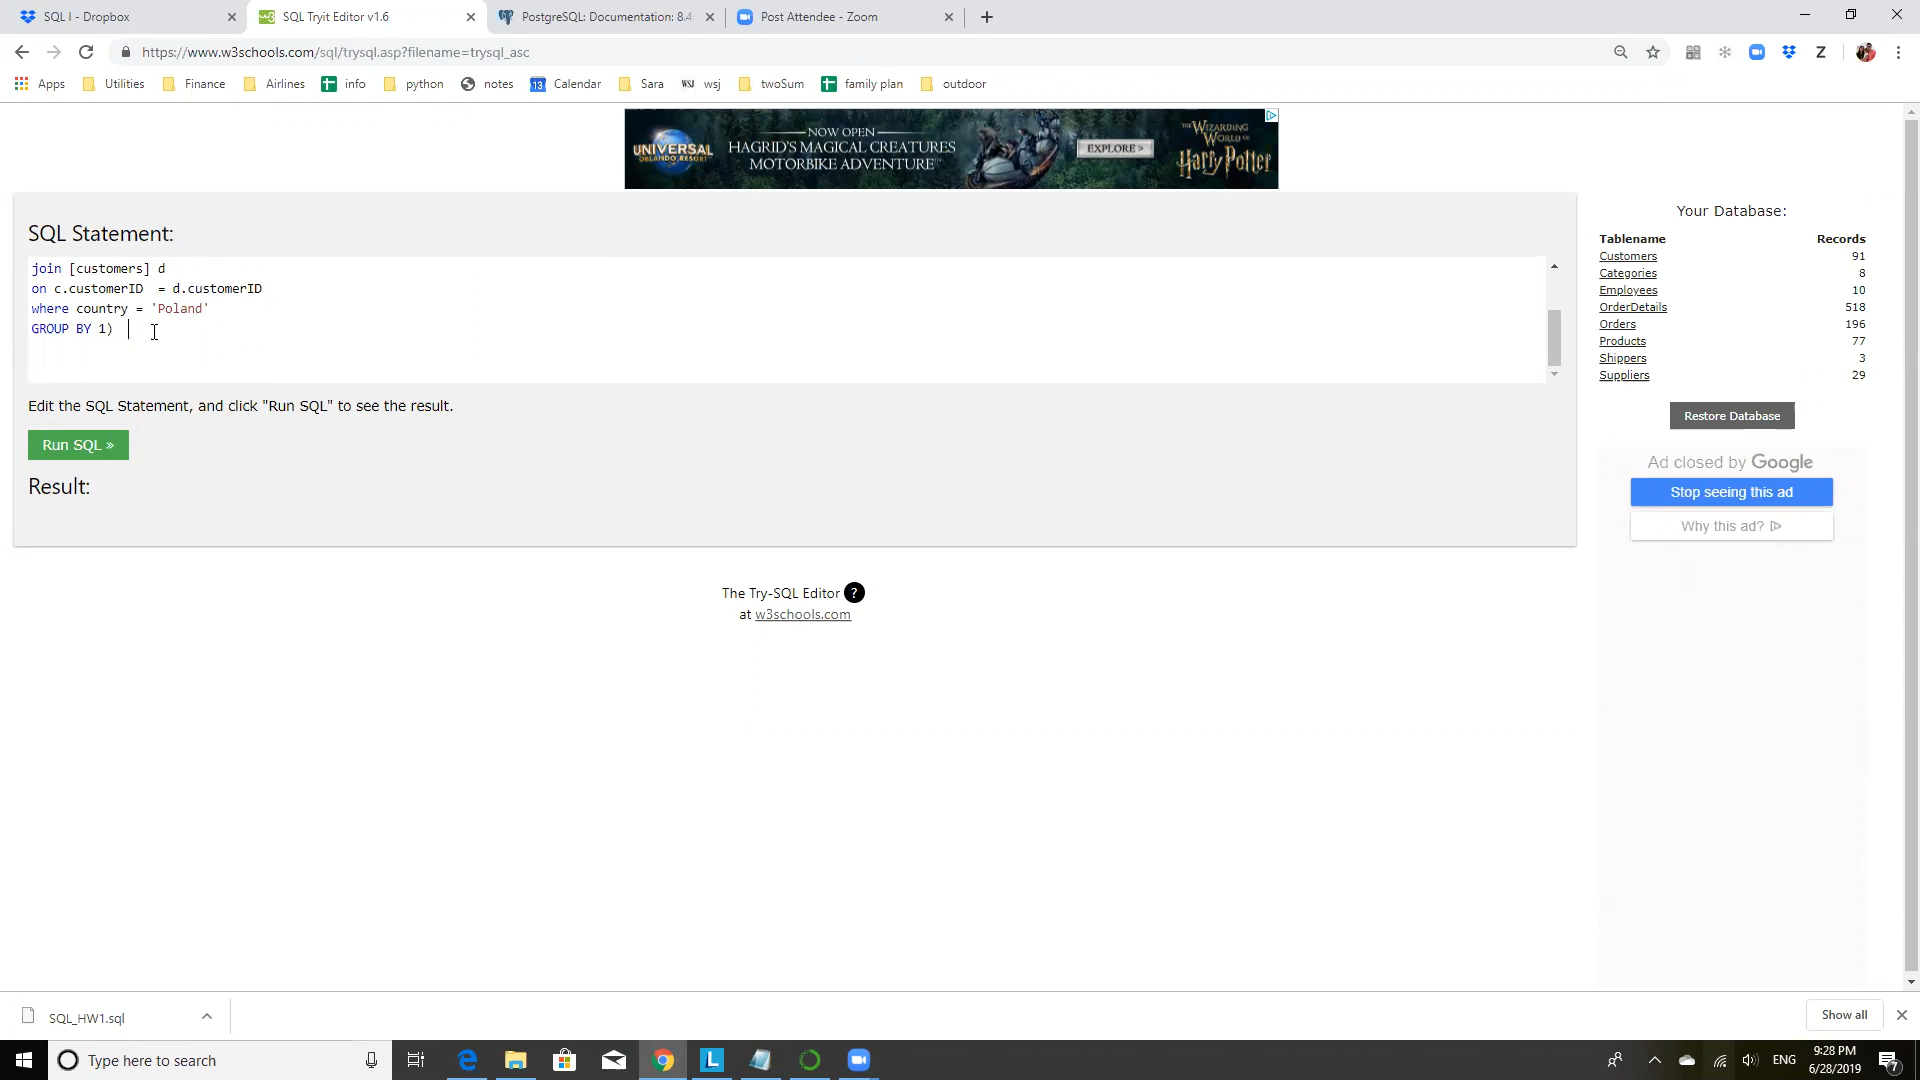 SQL I - Dropbox
SQL Tryit Editor v1.6
PostgreSQL: Documentation: 8.4
Post Attendee - Zoom
https://www.w3schools.com/sql/trysql.asp?filename=trysql_asc
Apps Utilities Finance Airlines info python notes 13 Calendar Sara WSJ wsj twoSum family plan outdoor
UNIVERSAL
ORLANDO RESORT
NOW OPEN
HAGRID'S MAGICAL CREATURES
MOTORBIKE ADVENTURE
EXPLORE >
THE WIZARDING
WORLD OF
Harry Potter
SQL Statement:
join [customers] d
on c.customerID  = d.customerID
where country = 'Poland'
GROUP BY 1)
Edit the SQL Statement, and click "Run SQL" to see the result.
Run SQL »
Result:
The Try-SQL Editor ?
at w3schools.com
Your Database:
Tablename Records
Customers 91
Categories 8
Employees 10
OrderDetails 518
Orders 196
Products 77
Shippers 3
Suppliers 29
Restore Database
Ad closed by Google
Stop seeing this ad
Why this ad?
SQL_HW1.sql
Show all
Type here to search
ENG
9:28 PM
6/28/2019
7